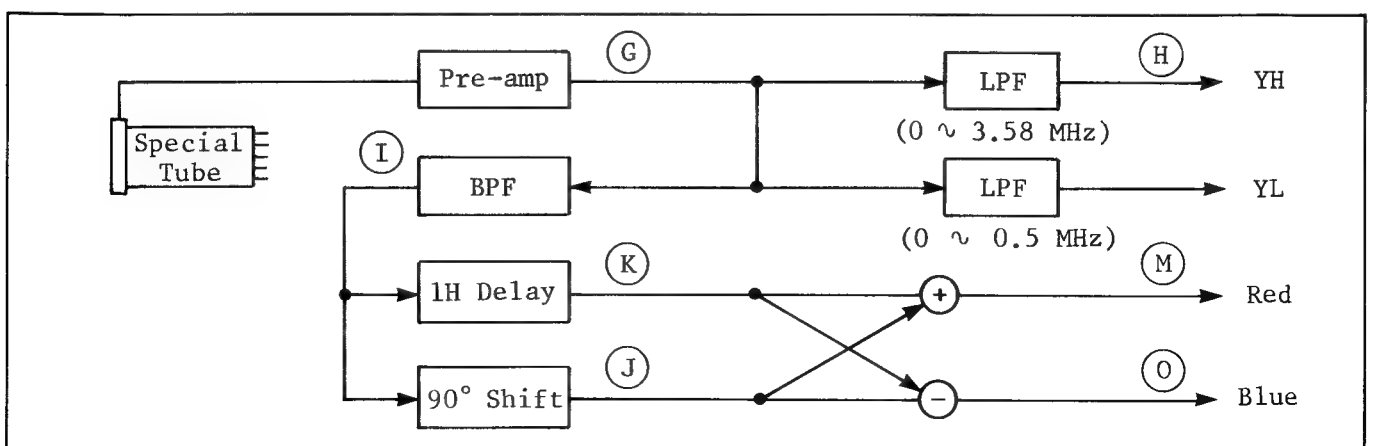 G
H
Pre-amp
LPF
YH
(0 ∿ 3.58 MHz)
Special
Tube
I
BPF
LPF
YL
(0 ∿ 0.5 MHz)
K
M
1H Delay
+
Red
J
O
90° Shift
−
Blue